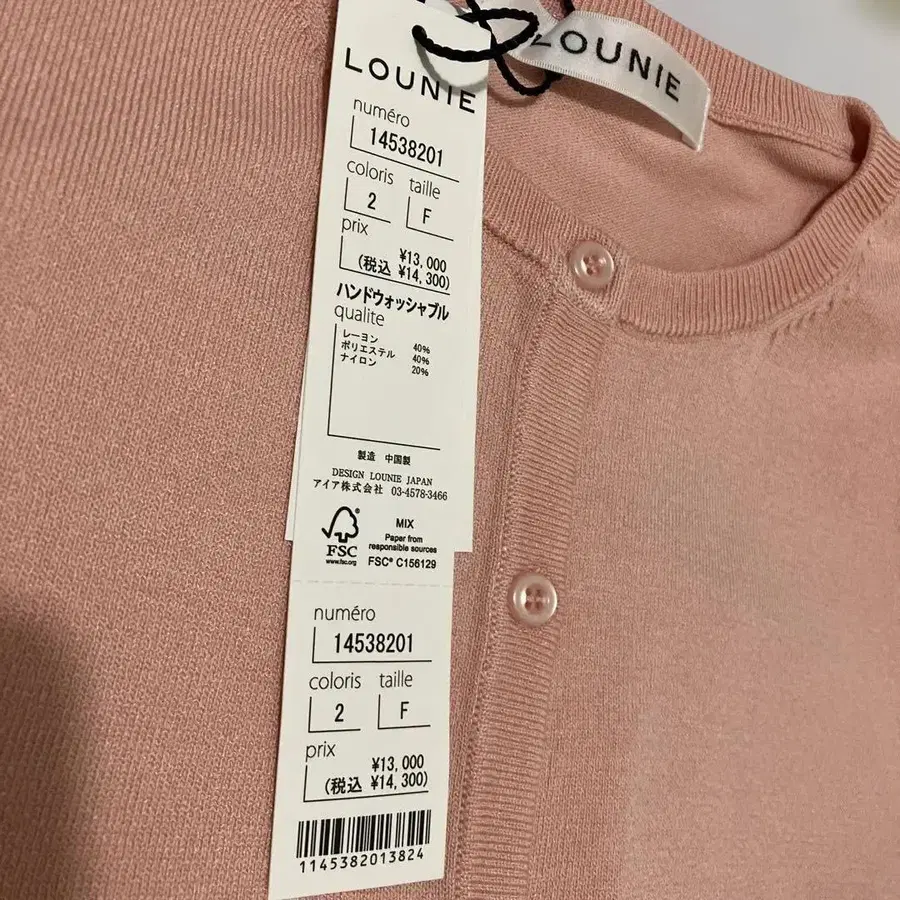 LOUNIE
LOUNIE
numéro
14538201
coloris taille
2 F
prix
¥13,000
(税込 ¥14,300)
ハンドウォッシャブル
qualite
レーヨン 40%
ポリエステル 40%
ナイロン 20%
製造 中国製
DESIGN LOUNIE JAPAN
アイア株式会社 03-4578-3466
FSC
www.fsc.org
MIX
Paper from
responsible sources
FSC® C156129
numéro
14538201
coloris taille
2 F
prix
¥13,000
(税込 ¥14,300)
1145382013824